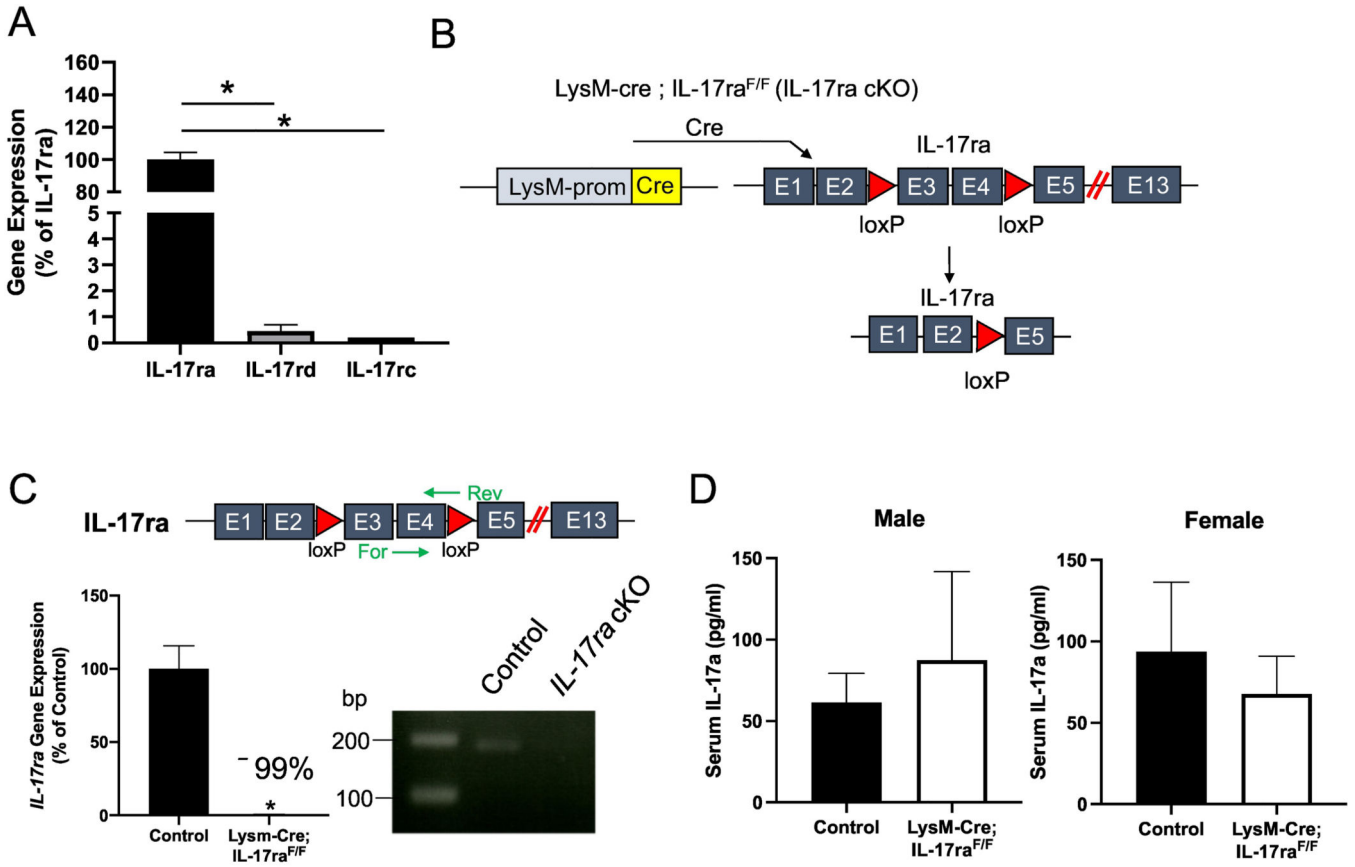 A
Gene Expression
(% of IL-17ra)
160
140
120
100
80
5
4
3
2
1
0
*
*
IL-17ra IL-17rd IL-17rc
B
LysM-cre ; IL-17raF/F (IL-17ra cKO)
Cre
IL-17ra
LysM-prom Cre E1 E2 E3 E4 E5 E13
loxP loxP
IL-17ra
E1 E2 E5
loxP
C
Rev
IL-17ra E1 E2 E3 E4 E5 E13
loxP For loxP
IL-17ra Gene Expression
(% of Control)
150
100
50
0
- 99%
*
Control Lysm-Cre;
IL-17raF/F
bp
Control
IL-17ra cKO
200
100
D
Male
Serum IL-17a (pg/ml)
150
100
50
0
Control LysM-Cre;
IL-17raF/F
Female
Serum IL-17a (pg/ml)
150
100
50
0
Control LysM-Cre;
IL-17raF/F